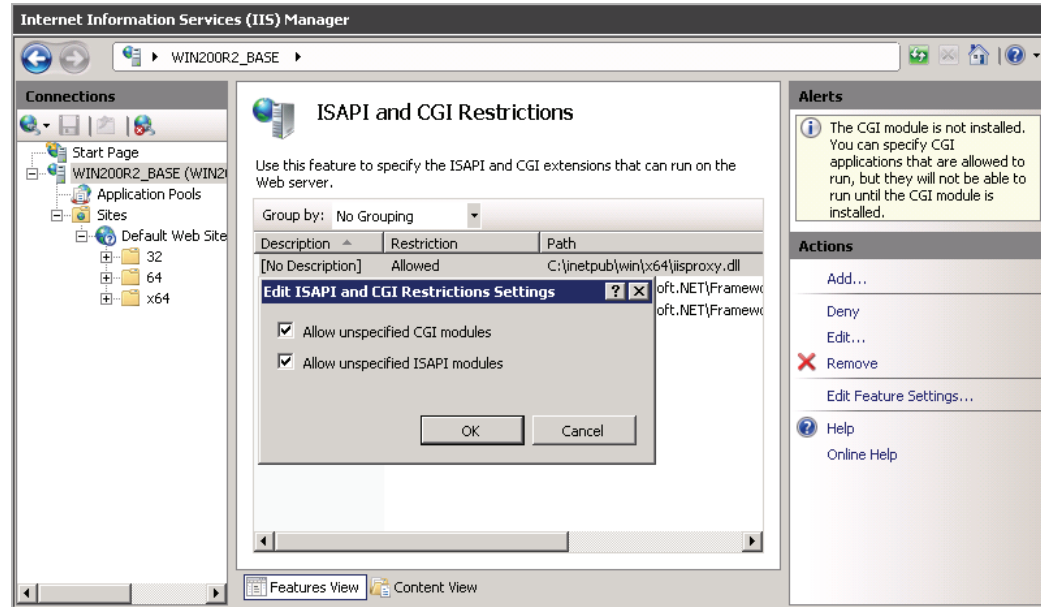 Internet Information Services (IIS) Manager
WIN200R2_BASE
Connections
Start Page
WIN200R2_BASE (WIN20
Application Pools
Sites
Default Web Site
32
64
x64
ISAPI and CGI Restrictions
Use this feature to specify the ISAPI and CGI extensions that can run on the
Web server.
Group by: No Grouping
Description Restriction Path
[No Description] Allowed C:\inetpub\win\x64\iisproxy.dll
oft.NET\Framewo
oft.NET\Framewo
Edit ISAPI and CGI Restrictions Settings
Allow unspecified CGI modules
Allow unspecified ISAPI modules
OK Cancel
Features View Content View
Alerts
The CGI module is not installed.
You can specify CGI
applications that are allowed to
run, but they will not be able to
run until the CGI module is
installed.
Actions
Add...
Deny
Edit...
Remove
Edit Feature Settings...
Help
Online Help